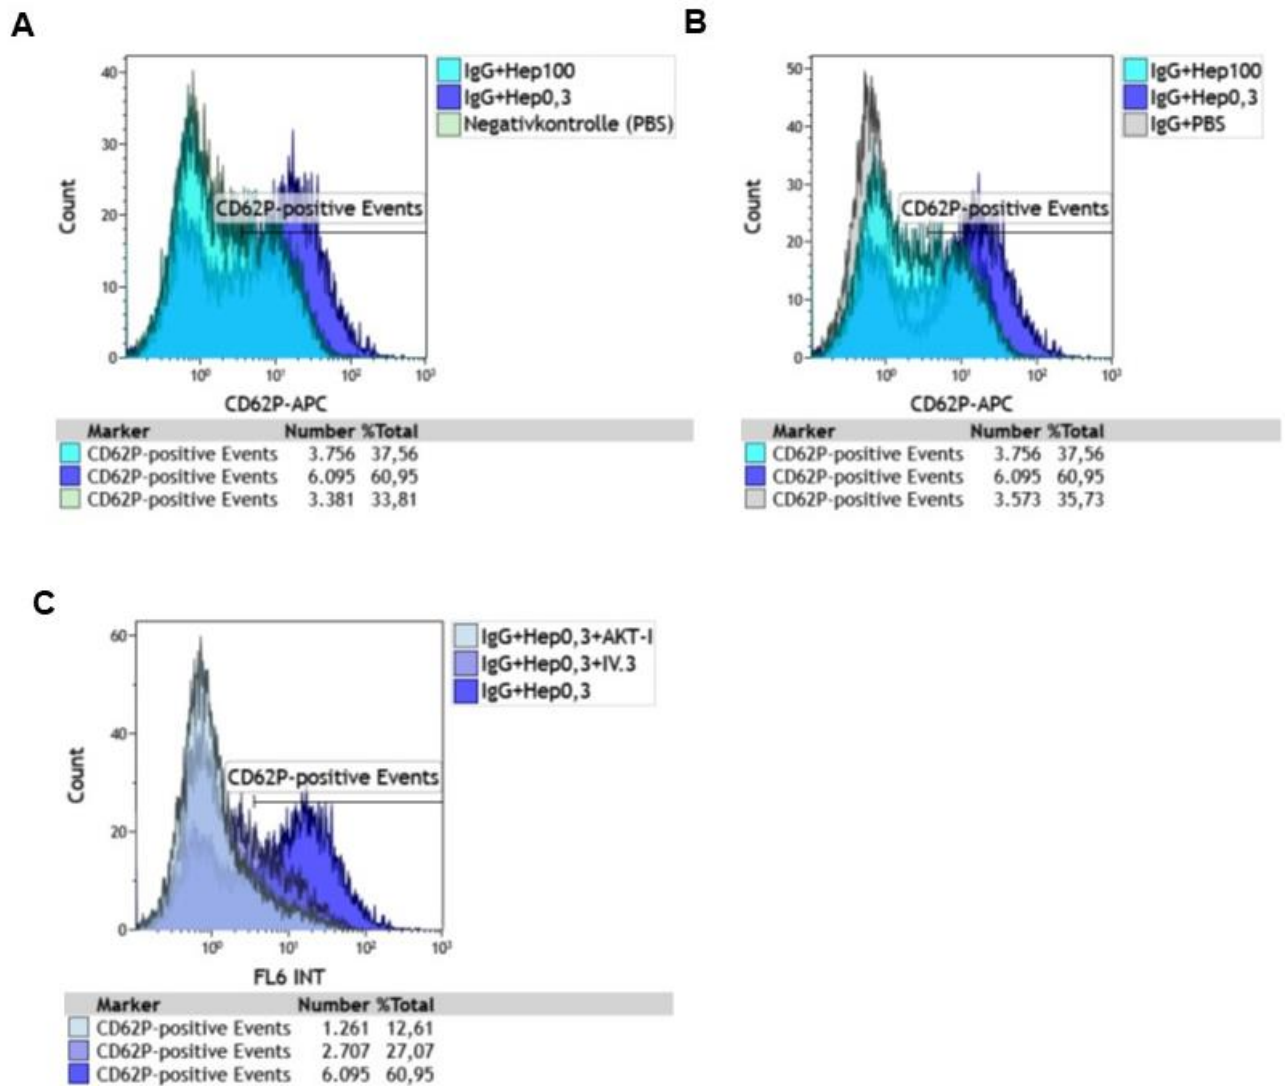 A
IgG+Hep100
IgG+Hep0,3
Negativkontrolle (PBS)
CD62P-positive Events
Count
40
30
20
10
0
10⁰ 10¹ 10² 10³
CD62P-APC
Marker Number %Total
CD62P-positive Events 3.756 37,56
CD62P-positive Events 6.095 60,95
CD62P-positive Events 3.381 33,81
B
IgG+Hep100
IgG+Hep0,3
IgG+PBS
CD62P-positive Events
Count
50
40
30
20
10
0
10⁰ 10¹ 10² 10³
CD62P-APC
Marker Number %Total
CD62P-positive Events 3.756 37,56
CD62P-positive Events 6.095 60,95
CD62P-positive Events 3.573 35,73
C
IgG+Hep0,3+AKT-I
IgG+Hep0,3+IV.3
IgG+Hep0,3
CD62P-positive Events
Count
60
40
20
0
10⁰ 10¹ 10² 10³
FL6 INT
Marker Number %Total
CD62P-positive Events 1.261 12,61
CD62P-positive Events 2.707 27,07
CD62P-positive Events 6.095 60,95